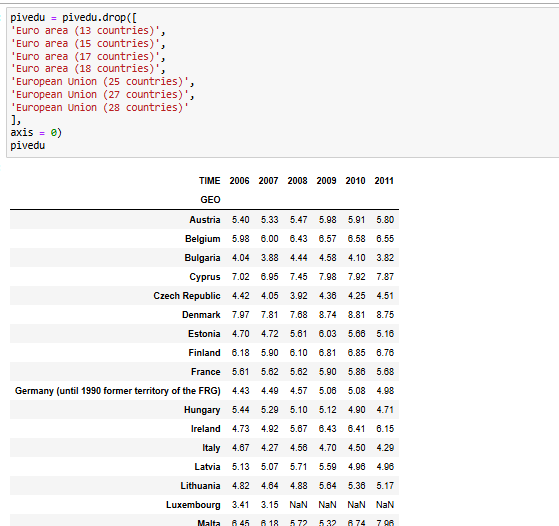 pivedu = pivedu.drop([
'Euro area (13 countries)',
'Euro area (15 countries)',
'Euro area (17 countries)',
'Euro area (18 countries)',
'European Union (25 countries)',
'European Union (27 countries)',
'European Union (28 countries)'
],
axis = 0)
pivedu
TIME 2006 2007 2008 2009 2010 2011
GEO
Austria 5.40 5.33 5.47 5.98 5.91 5.80
Belgium 5.98 6.00 6.43 6.57 6.58 6.55
Bulgaria 4.04 3.88 4.44 4.58 4.10 3.82
Cyprus 7.02 6.95 7.45 7.98 7.92 7.87
Czech Republic 4.42 4.05 3.92 4.36 4.25 4.51
Denmark 7.97 7.81 7.68 8.74 8.81 8.75
Estonia 4.70 4.72 5.61 6.03 5.66 5.16
Finland 6.18 5.90 6.10 6.81 6.85 6.76
France 5.61 5.62 5.62 5.90 5.86 5.68
Germany (until 1990 former territory of the FRG) 4.43 4.49 4.57 5.06 5.08 4.98
Hungary 5.44 5.29 5.10 5.12 4.90 4.71
Ireland 4.73 4.92 5.67 6.43 6.41 6.15
Italy 4.67 4.27 4.56 4.70 4.50 4.29
Latvia 5.13 5.07 5.71 5.59 4.96 4.96
Lithuania 4.82 4.64 4.88 5.64 5.36 5.17
Luxembourg 3.41 3.15 NaN NaN NaN NaN
Malta 6.45 6.18 5.72 5.32 6.74 7.96